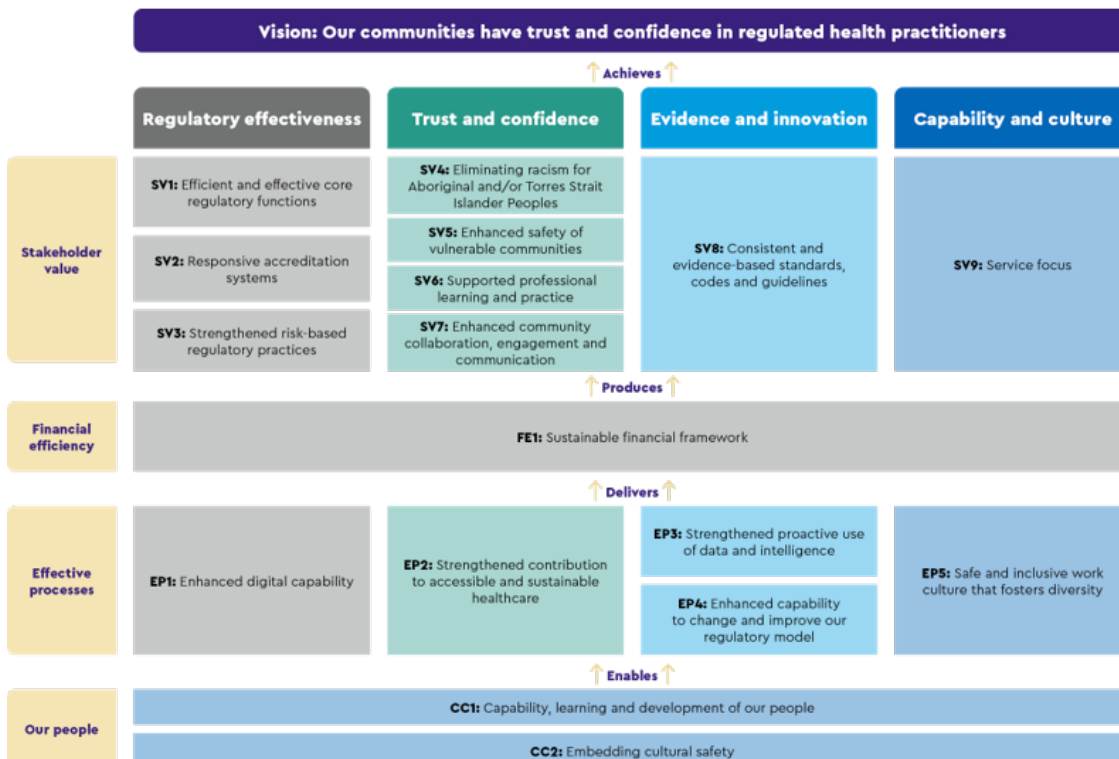 Vision: Our communities have trust and confidence in regulated health practitioners
Achieves
Regulatory effectiveness
Trust and confidence
Evidence and innovation
Capability and culture
Stakeholder
value
SV1: Efficient and effective core
regulatory functions
SV2: Responsive accreditation
systems
SV3: Strengthened risk-based
regulatory practices
SV4: Eliminating racism for
Aboriginal and/or Torres Strait
Islander Peoples
SV5: Enhanced safety of
vulnerable communities
SV6: Supported professional
learning and practice
SV7: Enhanced community
collaboration, engagement and
communication
SV8: Consistent and
evidence-based standards,
codes and guidelines
SV9: Service focus
Produces
Financial
efficiency
FE1: Sustainable financial framework
Delivers
Effective
processes
EP1: Enhanced digital capability
EP2: Strengthened contribution
to accessible and sustainable
healthcare
EP3: Strengthened proactive use
of data and intelligence
EP4: Enhanced capability
to change and improve our
regulatory model
EP5: Safe and inclusive work
culture that fosters diversity
Enables
Our people
CC1: Capability, learning and development of our people
CC2: Embedding cultural safety